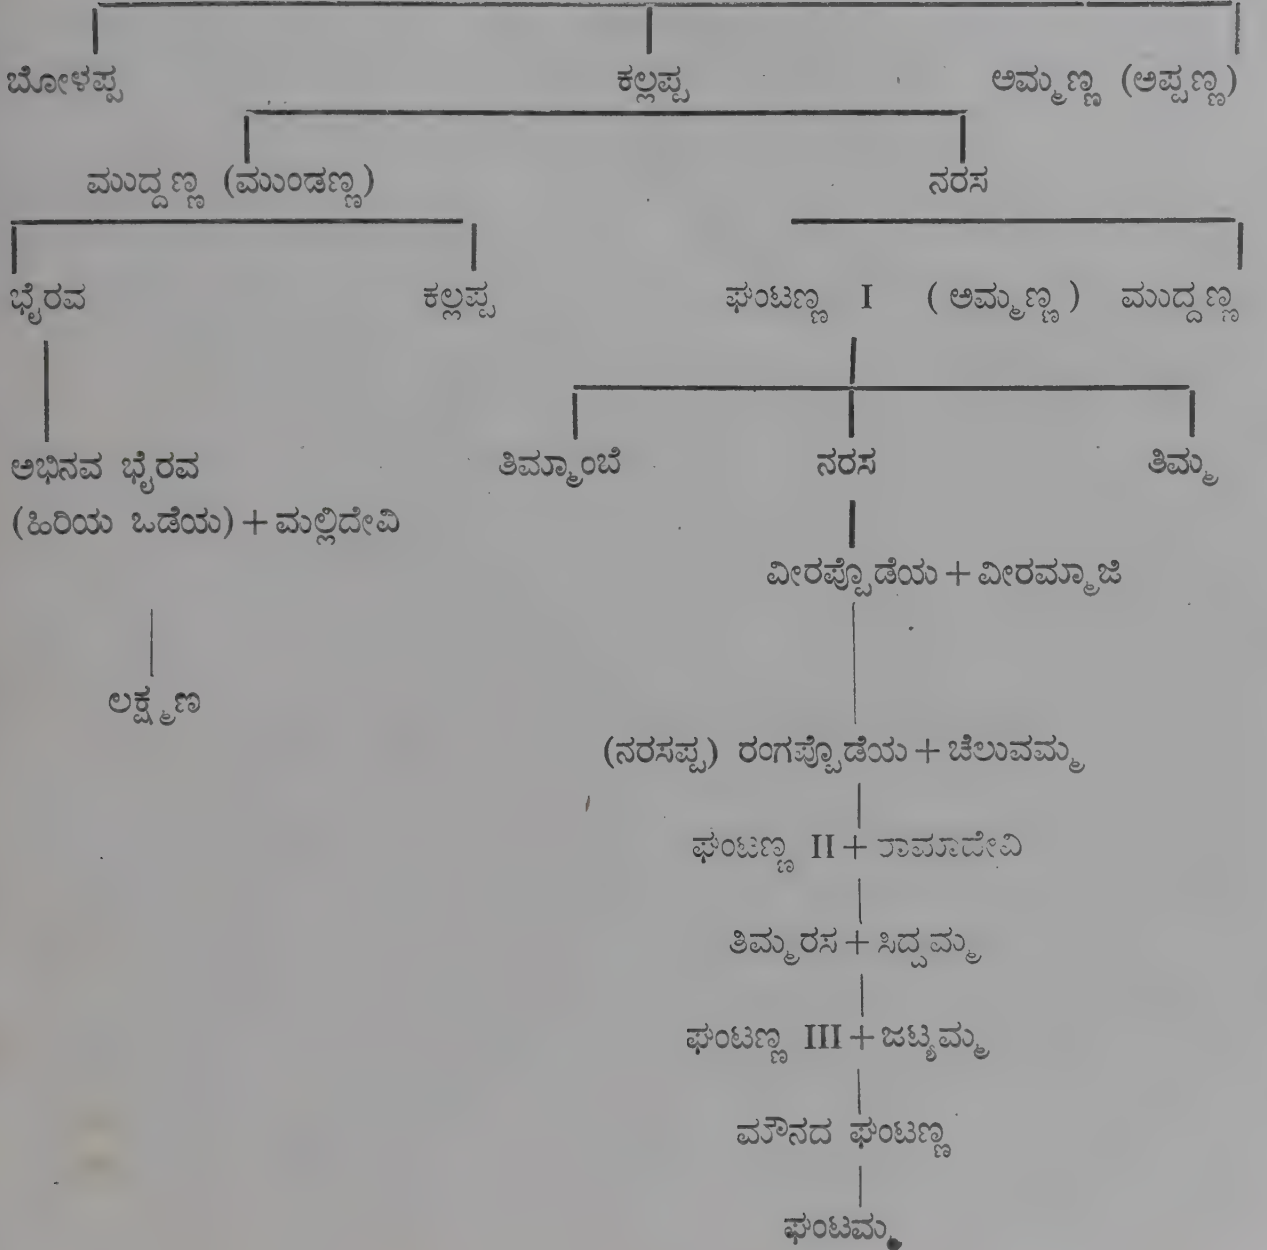 ಬೋಳಪ್ಪ ಕಲ್ಲಪ್ಪ ಅಮ್ಮಣ್ಣ (ಅಪ್ಪಣ್ಣ)
ಮುದ್ದಣ್ಣ (ಮುಂಡಣ್ಣ) ನರಸ
ಭೈರವ ಕಲ್ಲಪ್ಪ ಘಂಟಣ್ಣ I (ಅಮ್ಮಣ್ಣ) ಮುದ್ದಣ್ಣ
ಅಭಿನವ ಭೈರವ ತಿಮ್ಮಾಂಬೆ ನರಸ ತಿಮ್ಮ
(ಹಿರಿಯ ಒಡೆಯ) + ಮಲ್ಲಿದೇವಿ
ವೀರಪ್ಪೊಡೆಯ + ವೀರಮ್ಮಾಜಿ
ಲಕ್ಷ್ಮಣ
(ನರಸಪ್ಪ) ರಂಗಪ್ಪೊಡೆಯ + ಚೆಲುವಮ್ಮ
ಘಂಟಣ್ಣ II + ರಾಮಾದೇವಿ
ತಿಮ್ಮರಸ + ಸಿದ್ದಮ್ಮ
ಘಂಟಣ್ಣ III + ಜಟ್ಯಮ್ಮ
ಮೌನದ ಘಂಟಣ್ಣ
ಘಂಟಮ್ಮ